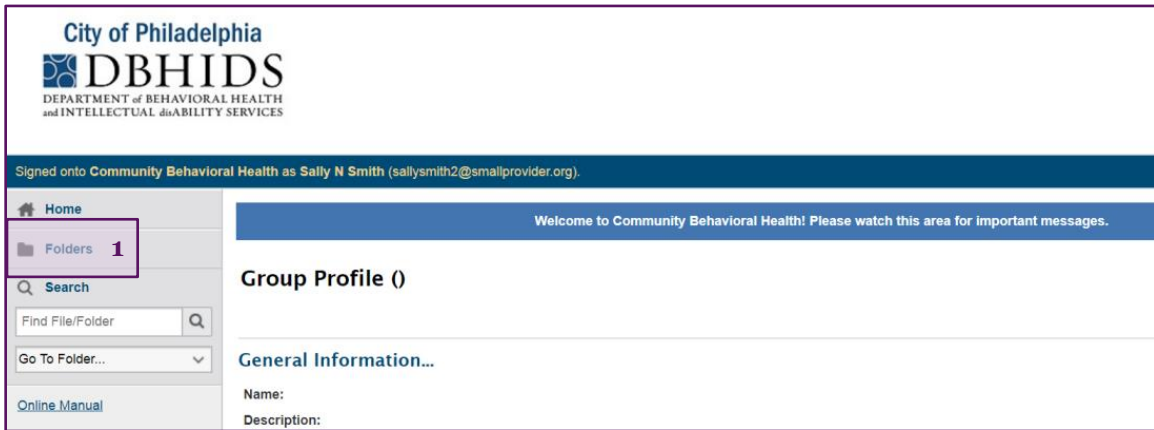 City of Philadelphia
DBHIDS
DEPARTMENT of BEHAVIORAL HEALTH
and INTELLECTUAL disABILITY SERVICES
Signed onto Community Behavioral Health as Sally N Smith (sallysmith2@smallprovider.org).
Home
Folders 1
Search
Find File/Folder
Go To Folder...
Online Manual
Welcome to Community Behavioral Health! Please watch this area for important messages.
Group Profile ()
General Information...
Name:
Description: